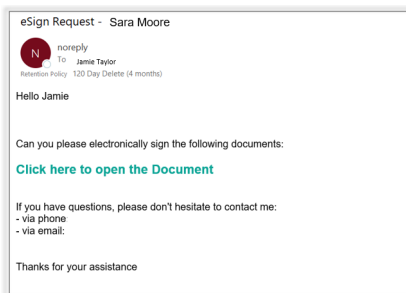 eSign Request - Sara Moore
N
noreply
To Jamie Taylor
Retention Policy 120 Day Delete (4 months)
Hello Jamie
Can you please electronically sign the following documents:
Click here to open the Document
If you have questions, please don't hesitate to contact me:
- via phone
- via email:
Thanks for your assistance